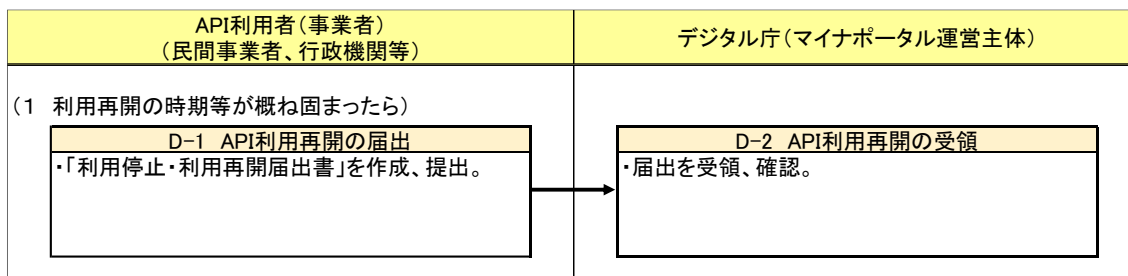 API利用者(事業者)
(民間事業者、行政機関等)
デジタル庁(マイナポータル運営主体)
(1 利用再開の時期等が概ね固まったら)
D-1 API利用再開の届出
・「利用停止・利用再開届出書」を作成、提出。
D-2 API利用再開の受領
・届出を受領、確認。